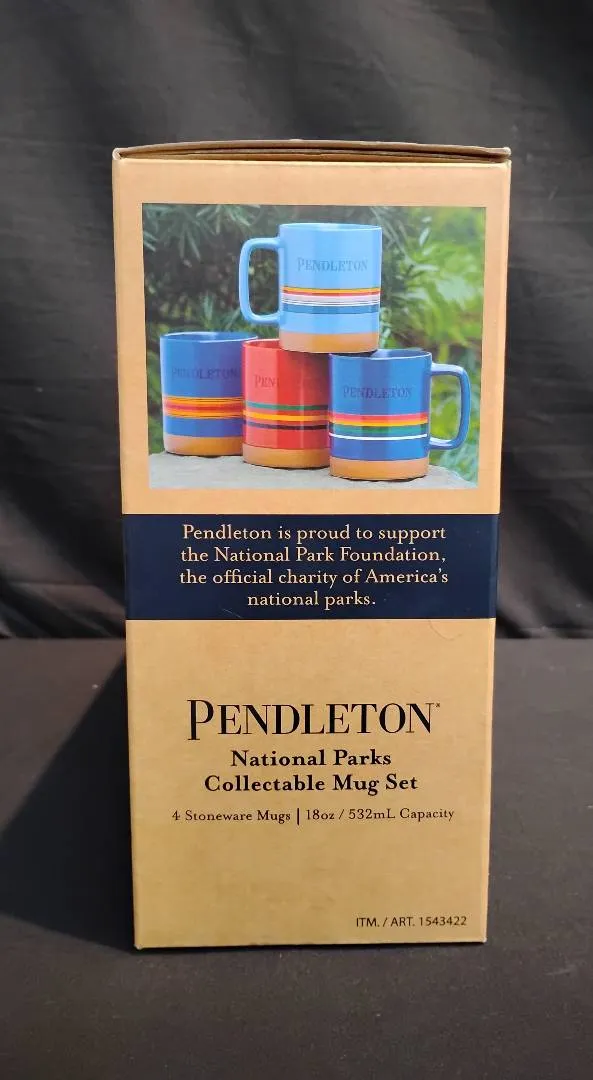 PENDLETON
PENDLETON
PEN
PENDLETON
Pendleton is proud to support
the National Park Foundation,
the official charity of America's
national parks.
PENDLETON®
National Parks
Collectable Mug Set
4 Stoneware Mugs | 18oz / 532mL Capacity
ITM. / ART. 1543422